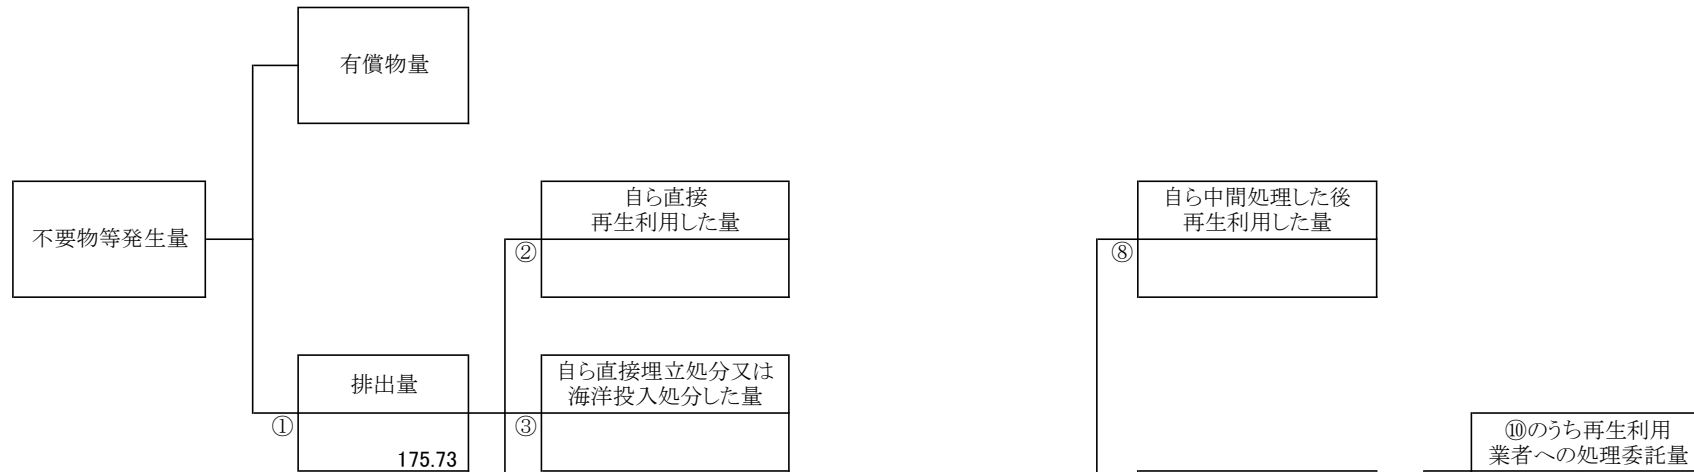 有償物量
不要物等発生量
自ら直接
再生利用した量
②
自ら中間処理した後
再生利用した量
⑧
排出量
①
175.73
自ら直接埋立処分又は
海洋投入処分した量
③
⑩のうち再生利用
業者への処理委託量